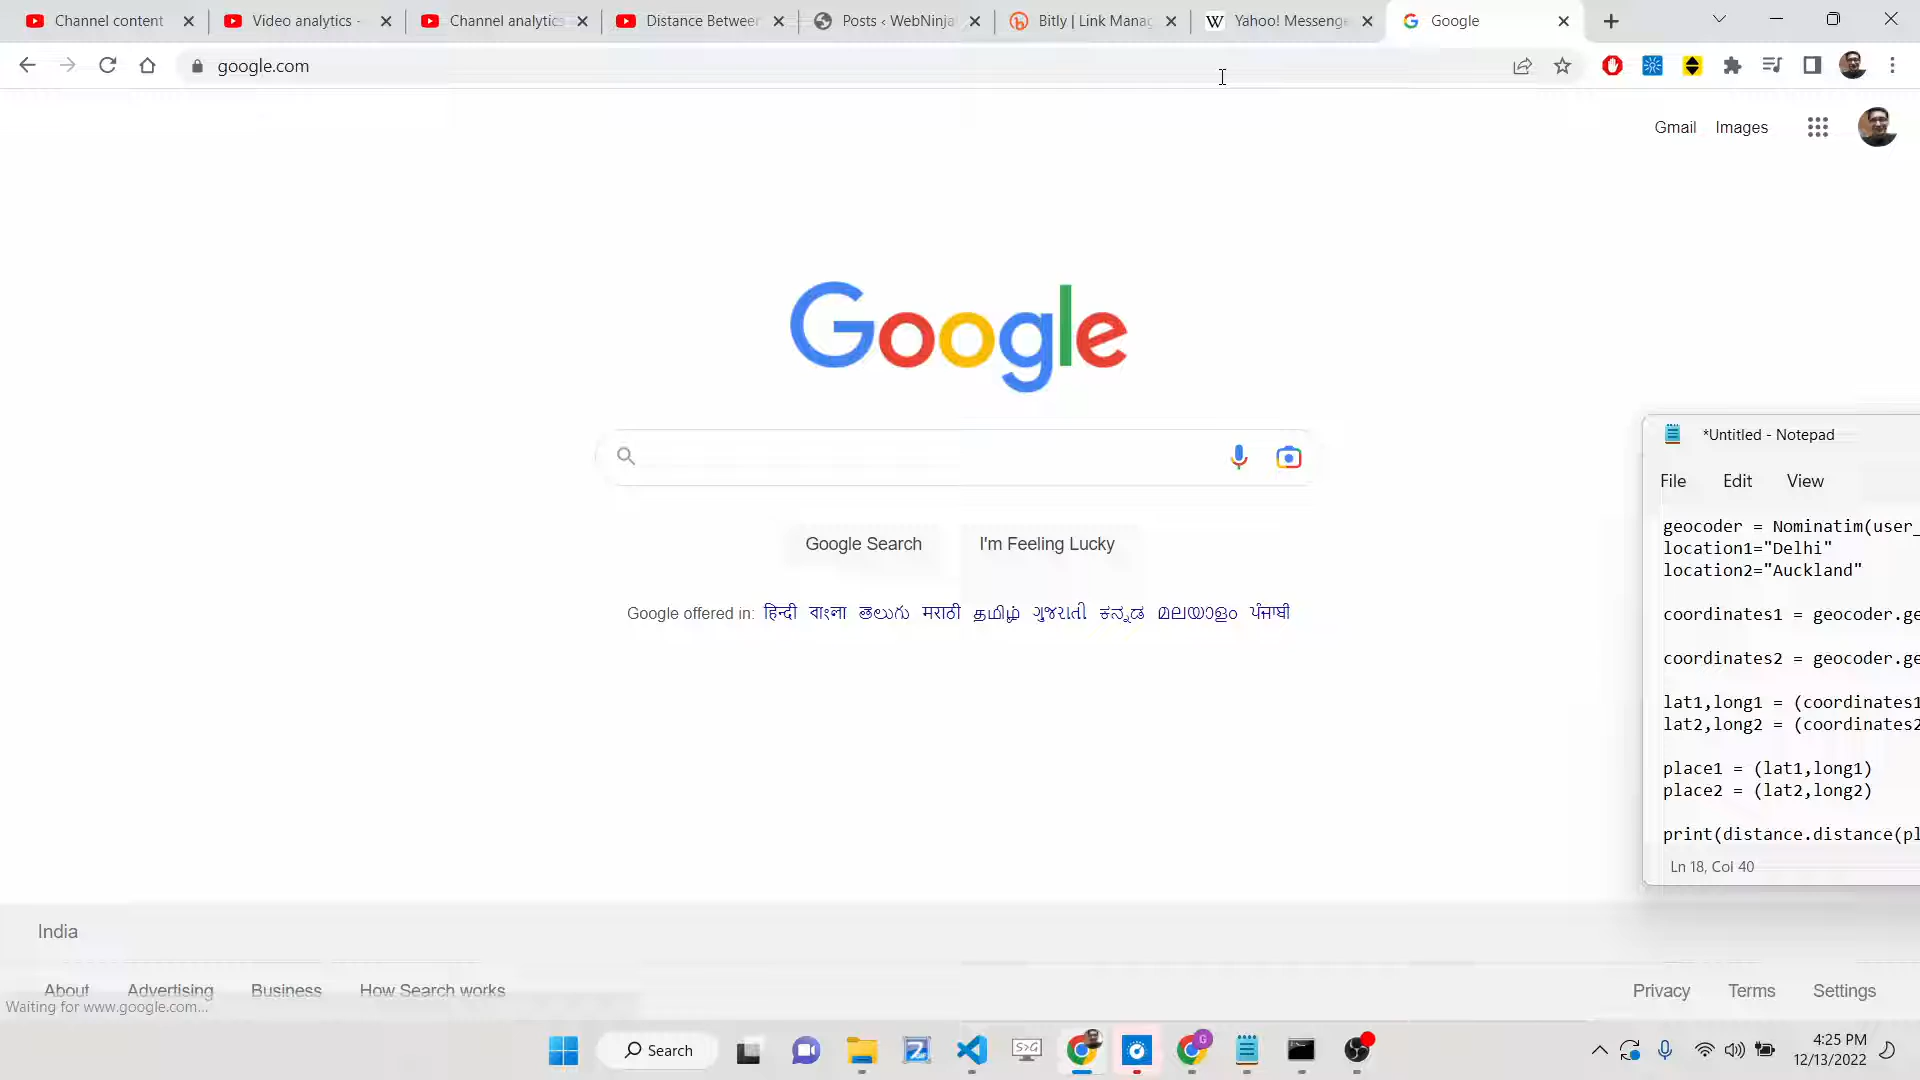 Channel content
Video analytics -
Channel analytics
Distance Between
Posts ‹ WebNinja
Bitly | Link Manag
W Yahoo! Messenge
Google
google.com
Gmail Images
Google
Google Search I'm Feeling Lucky
Google offered in: हिन्दी বাংলা తెలుగు मराठी தமிழ் ગુજરાતી ಕನ್ನಡ മലയാളം ਪੰਜਾਬੀ
*Untitled - Notepad
File Edit View
geocoder = Nominatim(user_
location1="Delhi"
location2="Auckland"
coordinates1 = geocoder.ge
coordinates2 = geocoder.ge
lat1,long1 = (coordinates1
lat2,long2 = (coordinates2
place1 = (lat1,long1)
place2 = (lat2,long2)
print(distance.distance(pl
Ln 18, Col 40
India
About Advertising Business How Search works
Privacy Terms Settings
Waiting for www.google.com...
Search
4:25 PM
12/13/2022